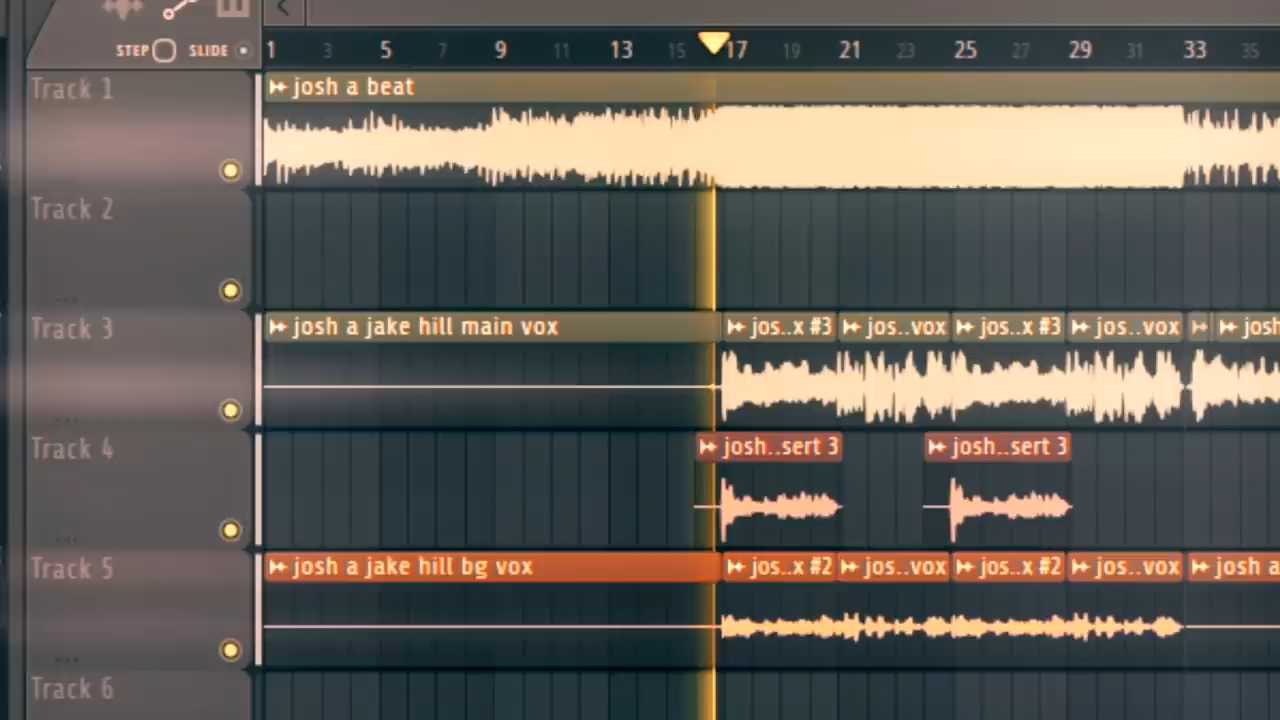 STEP SLIDE 1 3 5 7 9 11 13 15 17 19 21 23 25 27 29 31 33 35
Track 1 josh a beat
Track 2
Track 3 josh a jake hill main vox jos..x #3 jos..vox jos..x #3 jos..vox josh
Track 4 josh..sert 3 josh..sert 3
Track 5 josh a jake hill bg vox jos..x #2 jos..vox jos..x #2 jos..vox josh a
Track 6